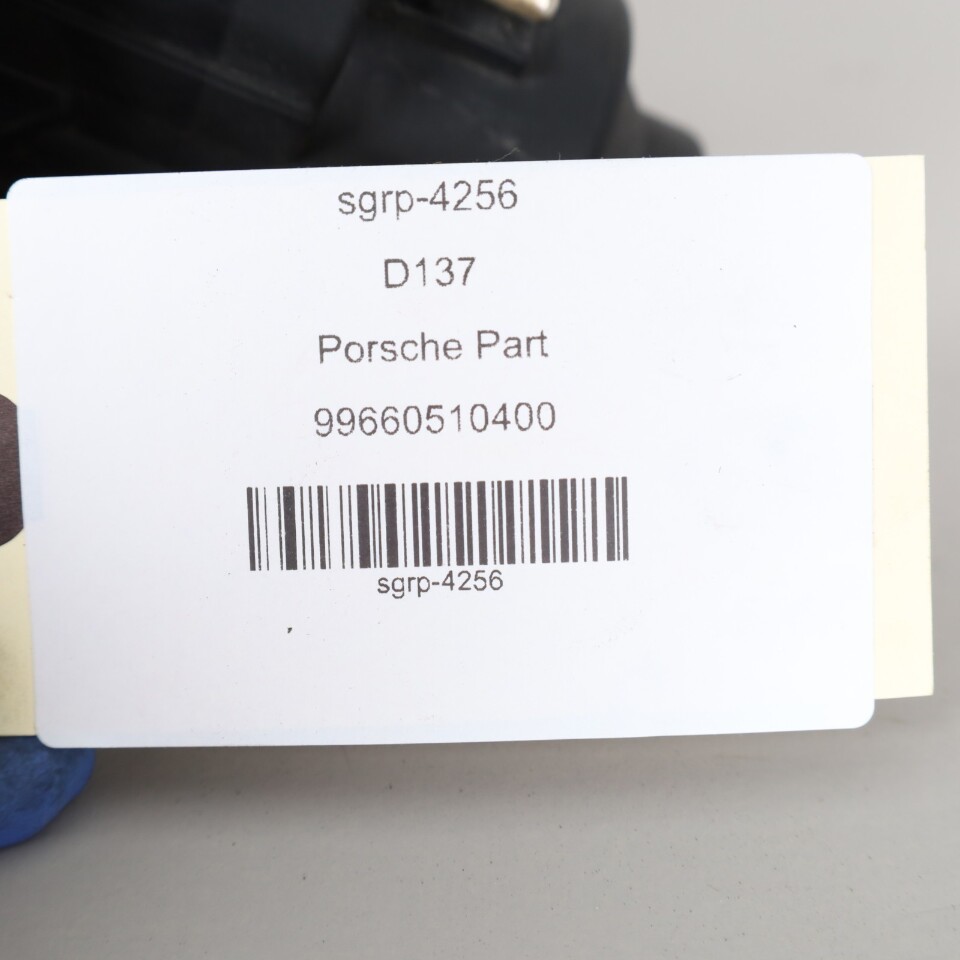 sgrp-4256
D137
Porsche Part
99660510400
sgrp-4256